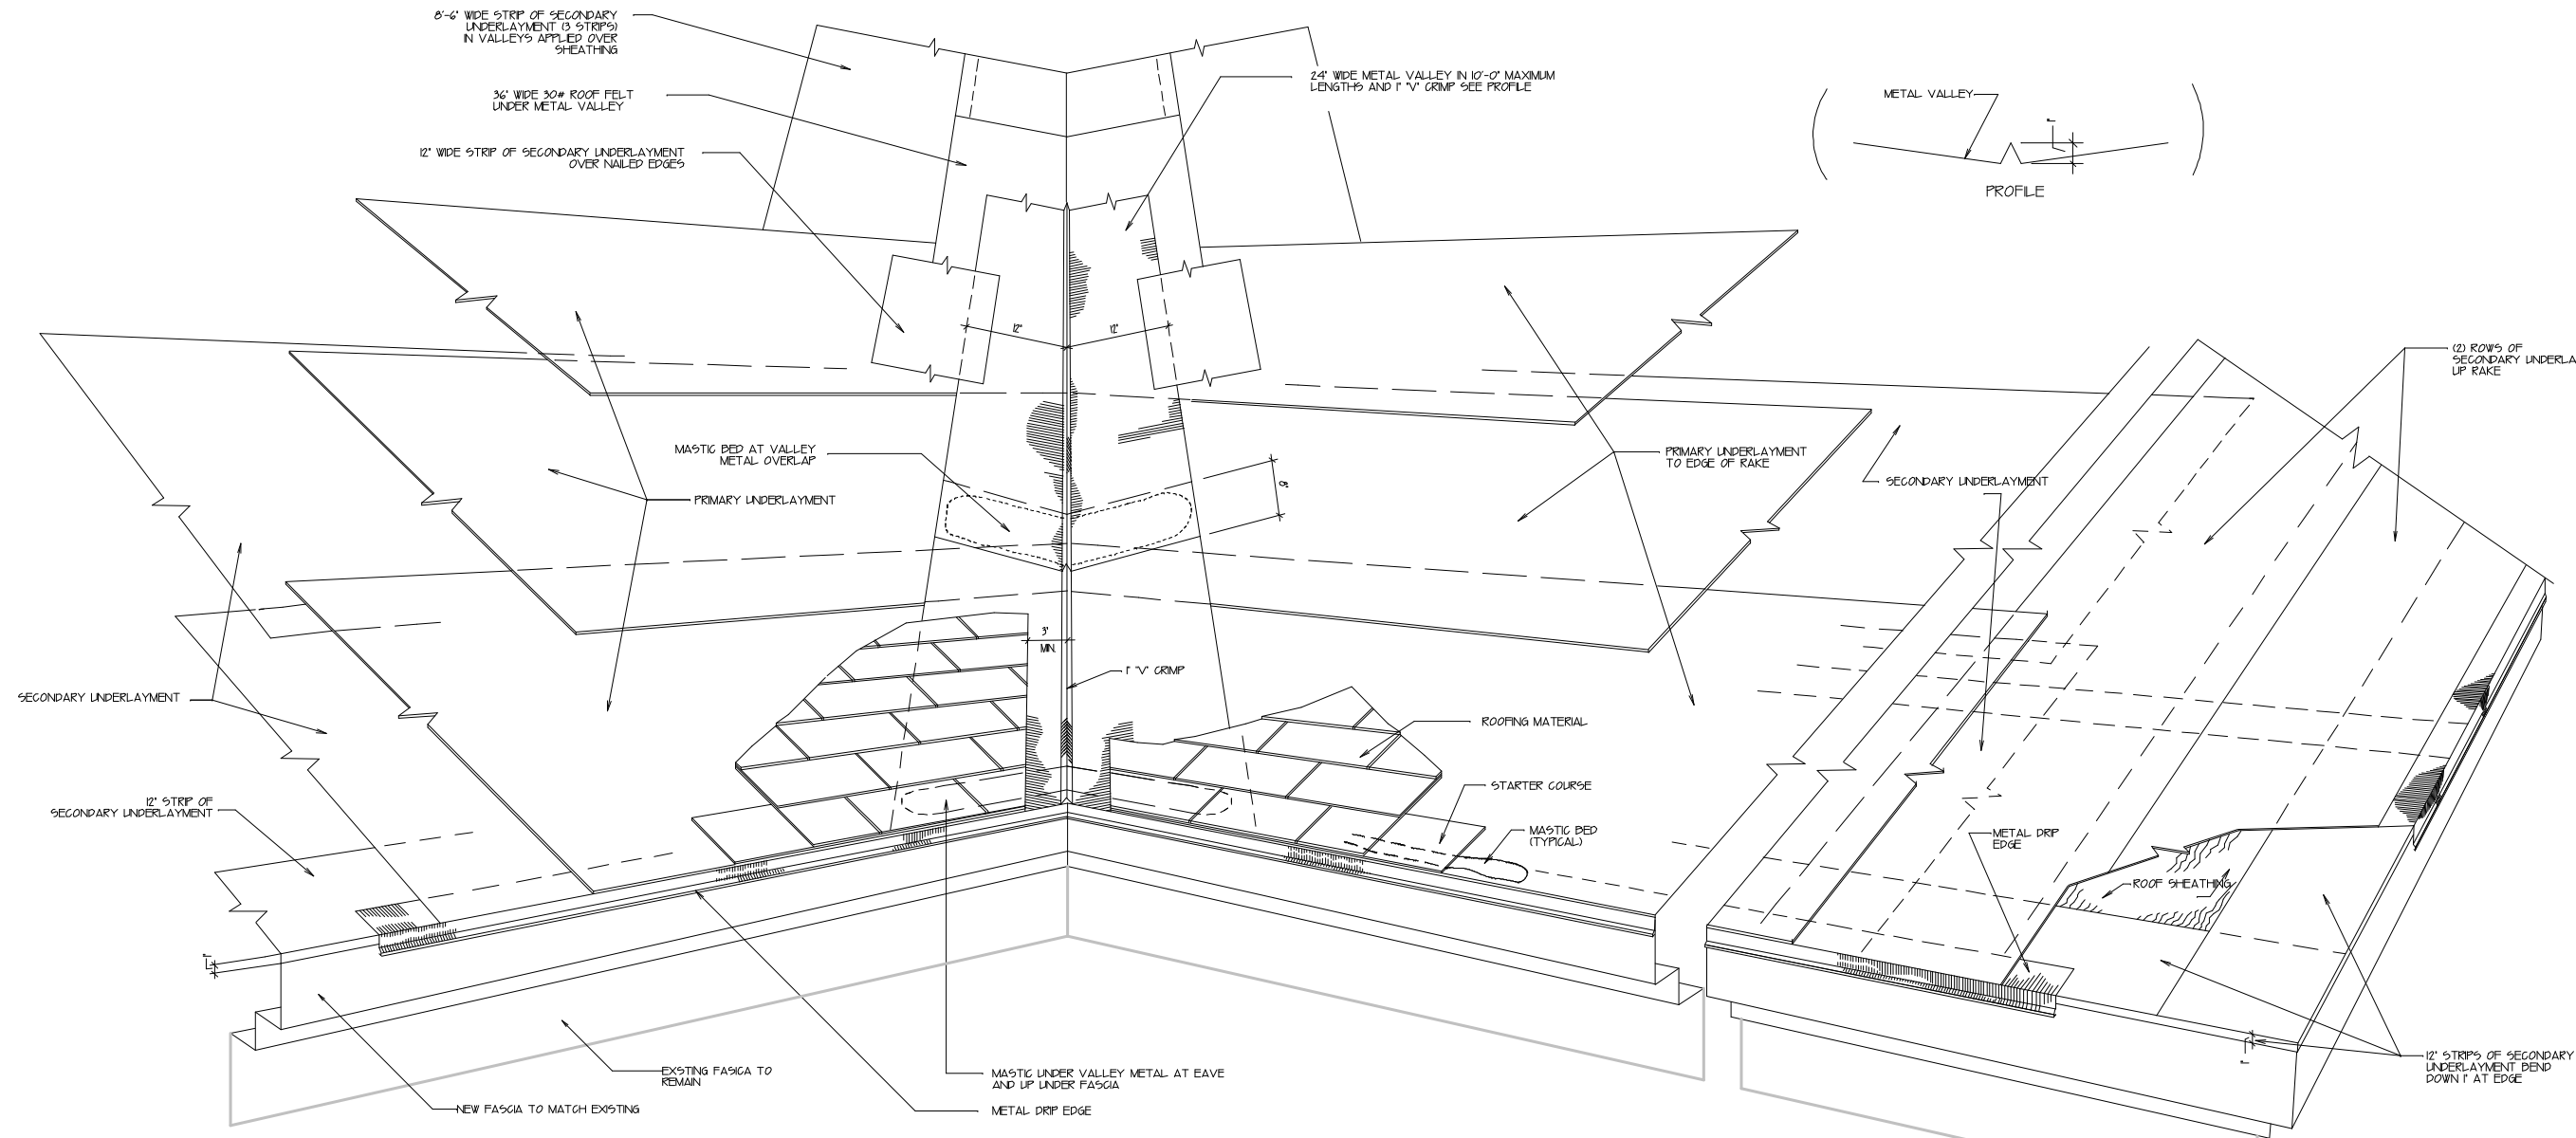 8'-6" WIDE STRIP OF SECONDARY
UNDERLAYMENT (3 STRIPS)
IN VALLEYS APPLIED OVER
SHEATHING
36" WIDE 30# ROOF FELT
UNDER METAL VALLEY
12" WIDE STRIP OF SECONDARY UNDERLAYMENT
OVER NAILED EDGES
24" WIDE METAL VALLEY IN 10'-0" MAXIMUM
LENGTHS AND 1" "V" CRIMP SEE PROFILE
METAL VALLEY
1"
PROFILE
12"
12"
(2) ROWS OF
SECONDARY UNDERLA
UP RAKE
MASTIC BED AT VALLEY
METAL OVERLAP
PRIMARY UNDERLAYMENT
PRIMARY UNDERLAYMENT
TO EDGE OF RAKE
SECONDARY UNDERLAYMENT
3"
MIN.
1" "V" CRIMP
SECONDARY UNDERLAYMENT
ROOFING MATERIAL
STARTER COURSE
MASTIC BED
(TYPICAL)
12" STRIP OF
SECONDARY UNDERLAYMENT
METAL DRIP
EDGE
ROOF SHEATHING
1"
1"
EXSTING FASICA TO
REMAIN
NEW FASCIA TO MATCH EXISTING
MASTIC UNDER VALLEY METAL AT EAVE
AND UP UNDER FASCIA
METAL DRIP EDGE
12" STRIPS OF SECONDARY
UNDERLAYMENT BEND
DOWN 1" AT EDGE